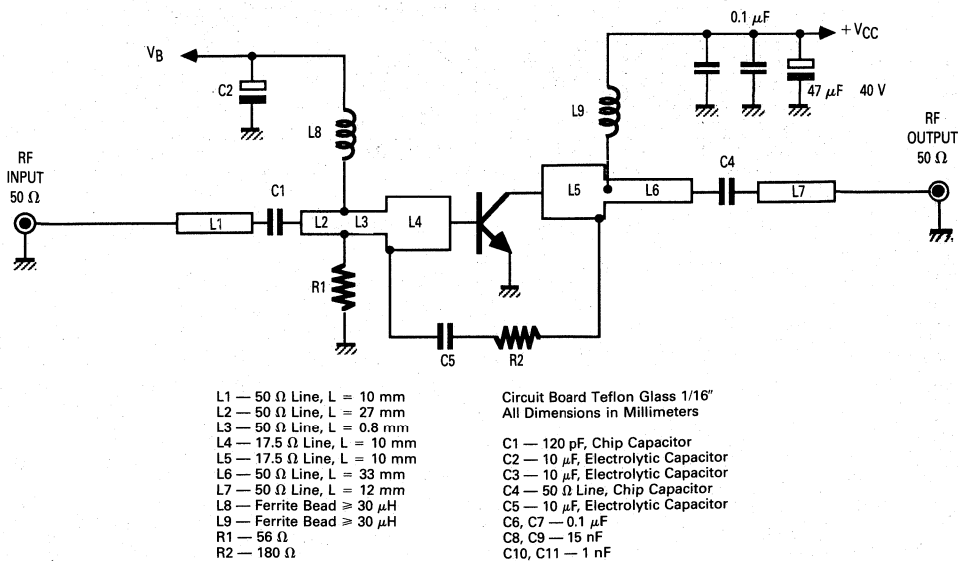 0.1 μF
+VCC
VB
C2
47 μF 40 V
L8
L9
RF
INPUT
50 Ω
RF
OUTPUT
50 Ω
C1
C4
L1
L2
L3
L4
L5
L6
L7
R1
C5
R2
L1 — 50 Ω Line, L = 10 mm
L2 — 50 Ω Line, L = 27 mm
L3 — 50 Ω Line, L = 0.8 mm
L4 — 17.5 Ω Line, L = 10 mm
L5 — 17.5 Ω Line, L = 10 mm
L6 — 50 Ω Line, L = 33 mm
L7 — 50 Ω Line, L = 12 mm
L8 — Ferrite Bead ≥ 30 μH
L9 — Ferrite Bead ≥ 30 μH
R1 — 56 Ω
R2 — 180 Ω
Circuit Board Teflon Glass 1/16″
All Dimensions in Millimeters
C1 — 120 pF, Chip Capacitor
C2 — 10 μF, Electrolytic Capacitor
C3 — 10 μF, Electrolytic Capacitor
C4 — 50 Ω Line, Chip Capacitor
C5 — 10 μF, Electrolytic Capacitor
C6, C7 — 0.1 μF
C8, C9 — 15 nF
C10, C11 — 1 nF